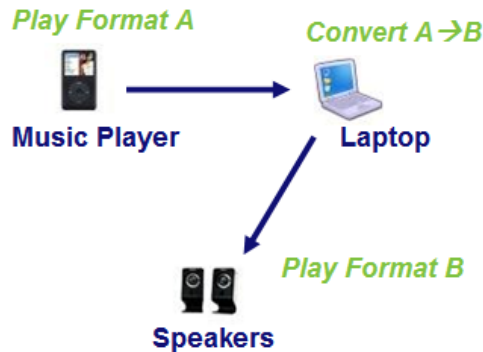 Play Format A
Convert A→B
Music Player
Laptop
Play Format B
Speakers